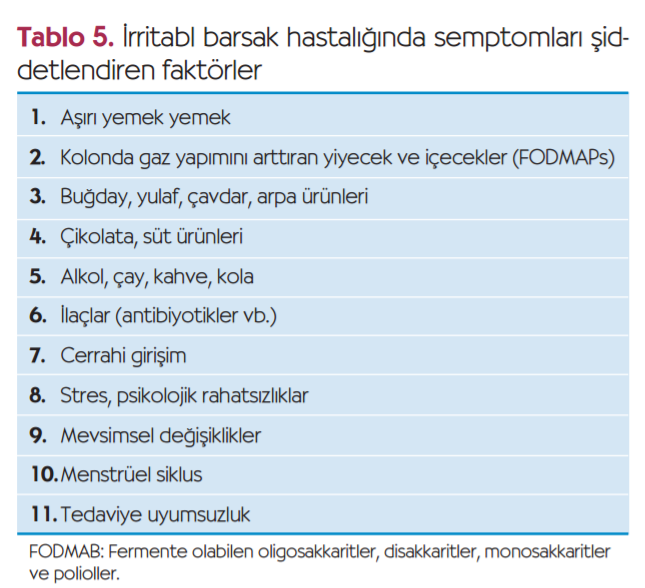 Tablo 5. İrritabl barsak hastalığında semptomları şid-
detlendiren faktörler
1. Aşırı yemek yemek
2. Kolonda gaz yapımını arttıran yiyecek ve içecekler (FODMAPs)
3. Buğday, yulaf, çavdar, arpa ürünleri
4. Çikolata, süt ürünleri
5. Alkol, çay, kahve, kola
6. İlaçlar (antibiyotikler vb.)
7. Cerrahi girişim
8. Stres, psikolojik rahatsızlıklar
9. Mevsimsel değişiklikler
10. Menstrüel siklus
11. Tedaviye uyumsuzluk
FODMAB: Fermente olabilen oligosakkaritler, disakkaritler, monosakkaritler
ve polioller.